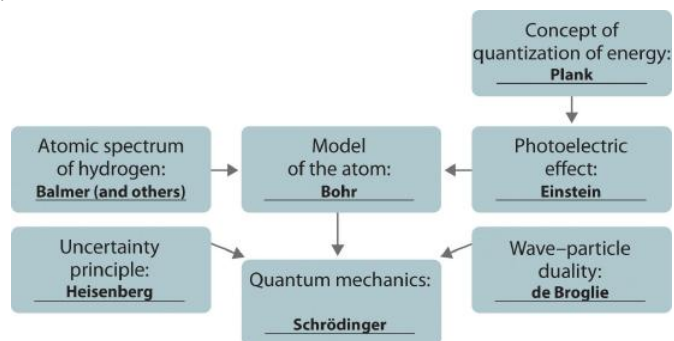 Concept of
quantization of energy:
Plank
Atomic spectrum
of hydrogen:
Balmer (and others)
Model
of the atom:
Bohr
Photoelectric
effect:
Einstein
Uncertainty
principle:
Heisenberg
Quantum mechanics:
Schrödinger
Wave–particle
duality:
de Broglie